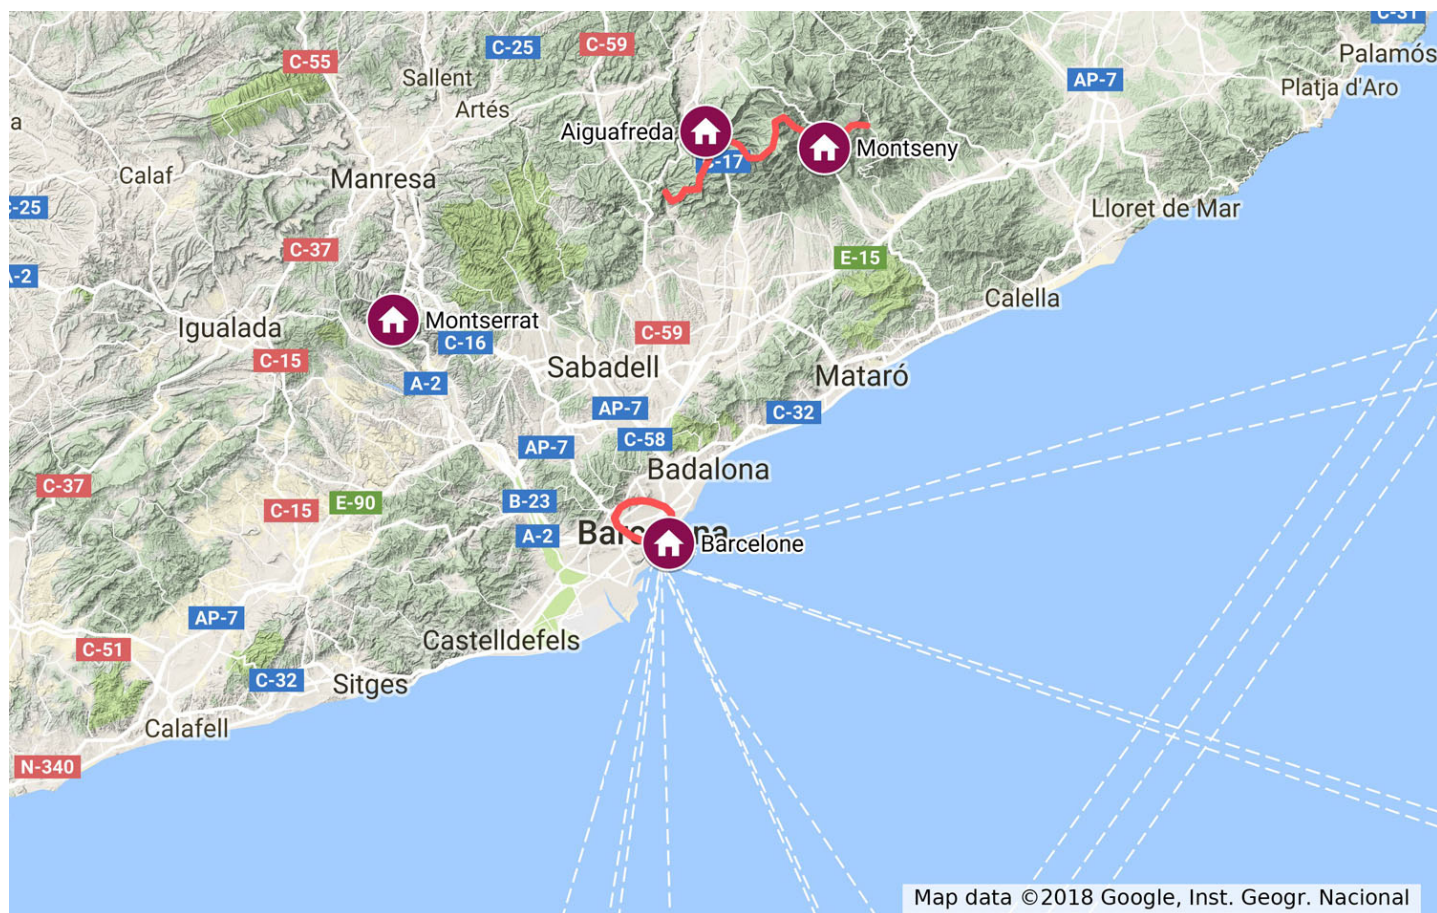 C-31
C-25
C-59
Palamós
C-55
Sallent
AP-7
Platja d'Aro
Artés
a
Aiguafreda
Montseny
Calaf
Manresa
C-25
Lloret de Mar
C-37
E-15
A-2
Calella
Montserrat
Igualada
C-59
C-16
C-15
Sabadell
Mataró
A-2
AP-7
C-32
AP-7
C-58
Badalona
C-37
C-15
E-90
B-23
A-2
Barcelone
AP-7
Castelldefels
C-51
C-32
Sitges
Calafell
N-340
Map data ©2018 Google, Inst. Geogr. Nacional